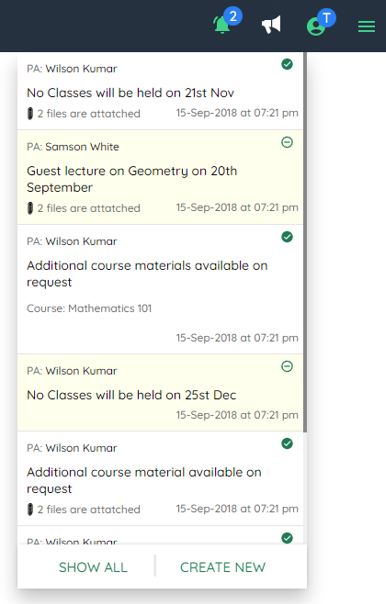 2
T
PA: Wilson Kumar
No Classes will be held on 21st Nov
2 files are attatched 15-Sep-2018 at 07:21 pm
PA: Samson White
Guest lecture on Geometry on 20th
September
2 files are attatched 15-Sep-2018 at 07:21 pm
PA: Wilson Kumar
Additional course materials available on
request
Course: Mathematics 101
15-Sep-2018 at 07:21 pm
PA: Wilson Kumar
No Classes will be held on 25st Dec
15-Sep-2018 at 07:21 pm
PA: Wilson Kumar
Additional course material available on
request
2 files are attatched 15-Sep-2018 at 07:21 pm
PA: Wilson Kumar
SHOW ALL CREATE NEW